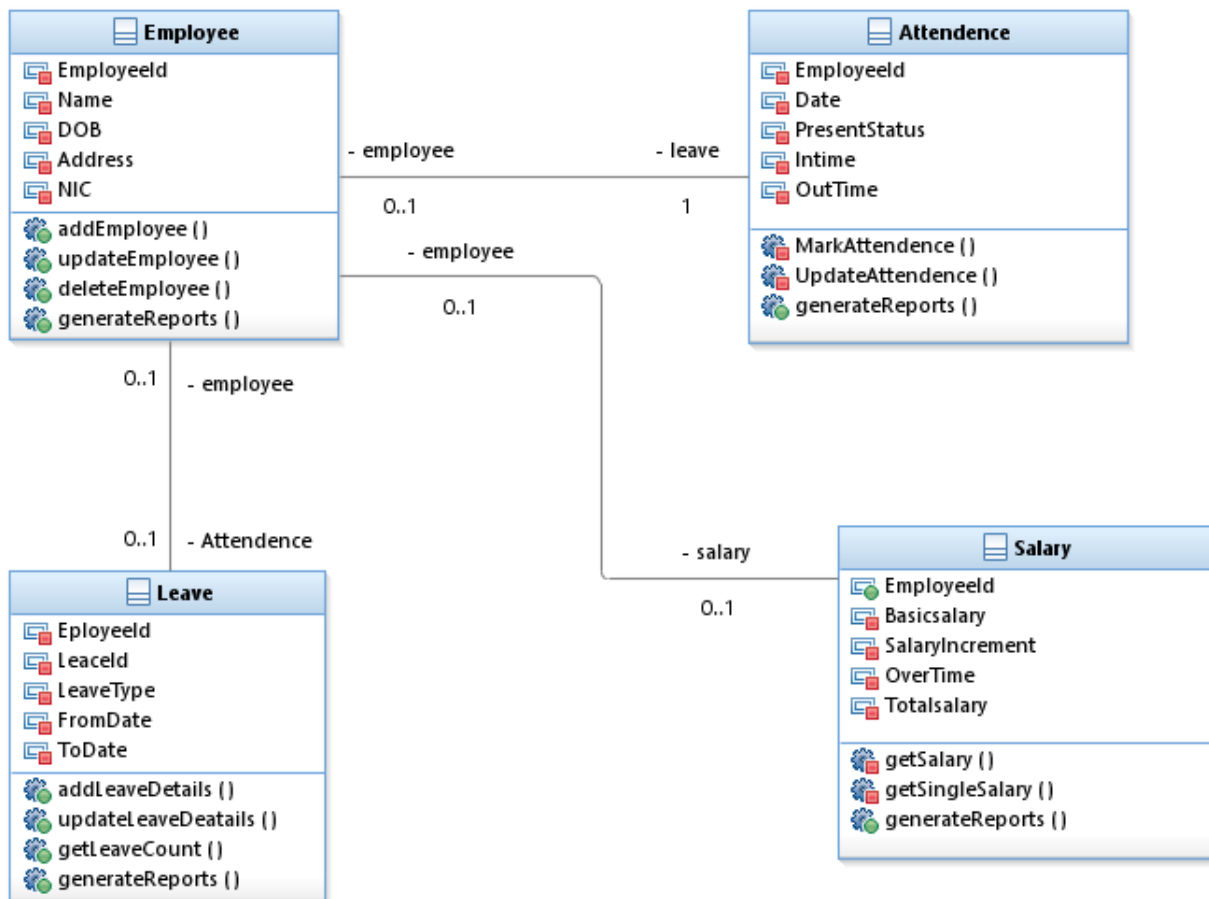 Employee
EmployeeId
Name
DOB
Address
NIC
addEmployee ()
updateEmployee ()
deleteEmployee ()
generateReports ()
Attendence
EmployeeId
Date
PresentStatus
Intime
OutTime
MarkAttendence ()
UpdateAttendence ()
generateReports ()
- employee
- leave
0..1
1
- employee
0..1
0..1
- employee
0..1
- Attendence
- salary
0..1
Leave
EployeeId
LeaceId
LeaveType
FromDate
ToDate
addLeaveDetails ()
updateLeaveDeatails ()
getLeaveCount ()
generateReports ()
Salary
EmployeeId
Basicsalary
SalaryIncrement
OverTime
Totalsalary
getSalary ()
getSingleSalary ()
generateReports ()